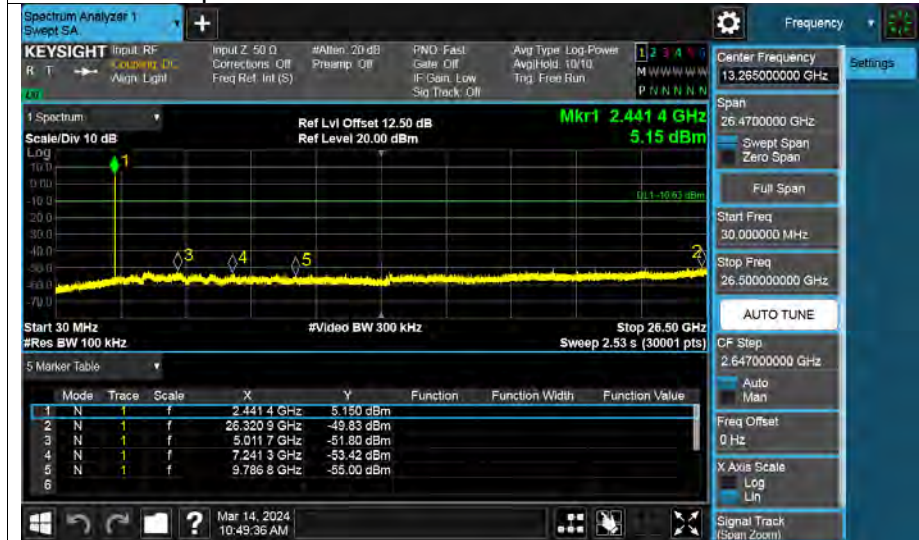 Spectrum Analyzer 1
Swept SA
+
Frequency
KEYSIGHT Input: RF
R T
Coupling: DC
Align: Light
Input Z: 50 Ω
Corrections: Off
Freq Ref: Int (S)
#Atten: 20 dB
Preamp: Off
PNO: Fast
Gate: Off
IF Gain: Low
Sig Track: Off
Avg Type: Log-Power
Avg|Hold: 10/10
Trig: Free Run
1 2 3 4 5 6
M W W W W W
P N N N N N
1 Spectrum
Scale/Div 10 dB
Ref Lvl Offset 12.50 dB
Ref Level 20.00 dBm
Mkr1 2.441 4 GHz
5.15 dBm
Log
10.0
0.00
-10.0
-20.0
-30.0
-40.0
-50.0
-60.0
-70.0
1
DL1 -10.63 dBm
3
4
5
2
Start 30 MHz
#Video BW 300 kHz
Stop 26.50 GHz
#Res BW 100 kHz
Sweep 2.53 s (30001 pts)
5 Marker Table
Mode Trace Scale X Y Function Function Width Function Value
1 N 1 f 2.441 4 GHz 5.150 dBm
2 N 1 f 26.320 9 GHz -49.83 dBm
3 N 1 f 5.011 7 GHz -51.80 dBm
4 N 1 f 7.241 3 GHz -53.42 dBm
5 N 1 f 9.786 8 GHz -55.00 dBm
6
?
Mar 14, 2024
10:49:36 AM
Center Frequency
13.265000000 GHz
Settings
Span
26.4700000 GHz
Swept Span
Zero Span
Full Span
Start Freq
30.000000 MHz
Stop Freq
26.500000000 GHz
AUTO TUNE
CF Step
2.647000000 GHz
Auto
Man
Freq Offset
0 Hz
X Axis Scale
Log
Lin
Signal Track
(Span Zoom)